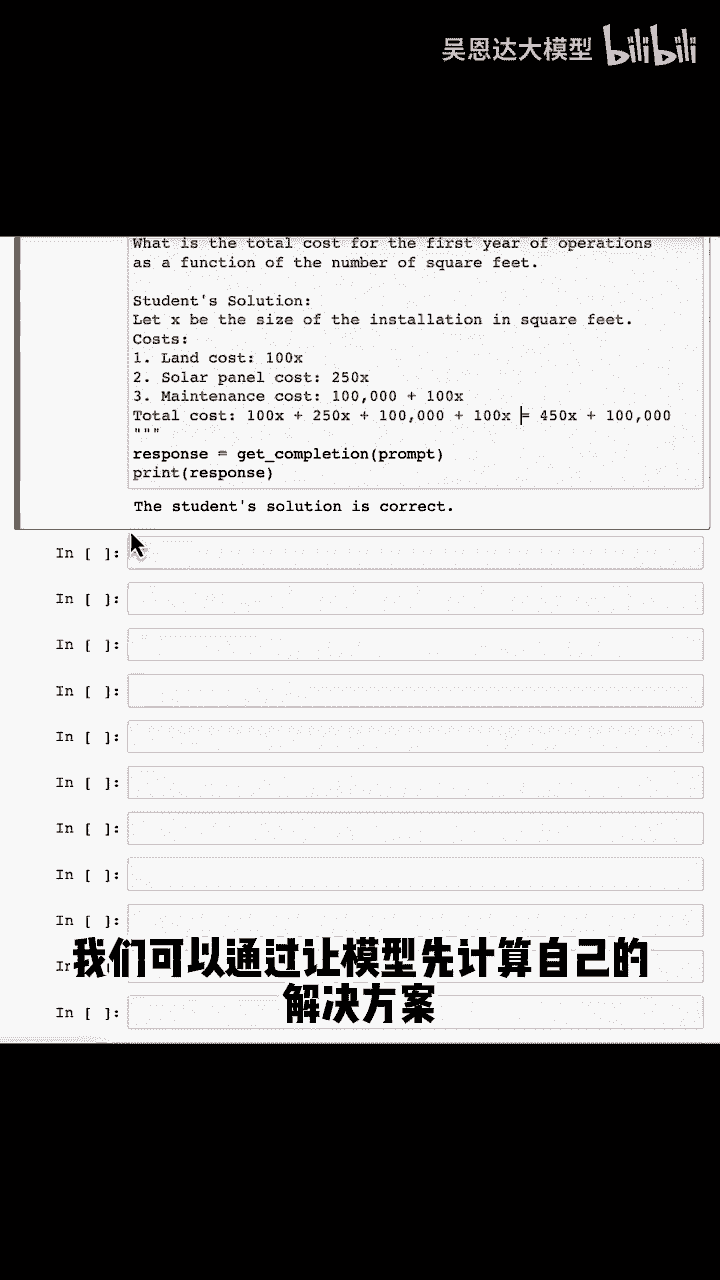 吴恩达大模型 bilibili
What is the total cost for the first year of operations
as a function of the number of square feet.
Student's Solution:
Let x be the size of the installation in square feet.
Costs:
1. Land cost: 100x
2. Solar panel cost: 250x
3. Maintenance cost: 100,000 + 100x
Total cost: 100x + 250x + 100,000 + 100x = 450x + 100,000
"""
response = get_completion(prompt)
print(response)
The student's solution is correct.
In [ ]:
In [ ]:
In [ ]:
In [ ]:
In [ ]:
In [ ]:
In [ ]:
In [ ]:
In [ ]:
In [ ]:
我们可以通过让模型先计算自己的
解决方案
In [ ]: